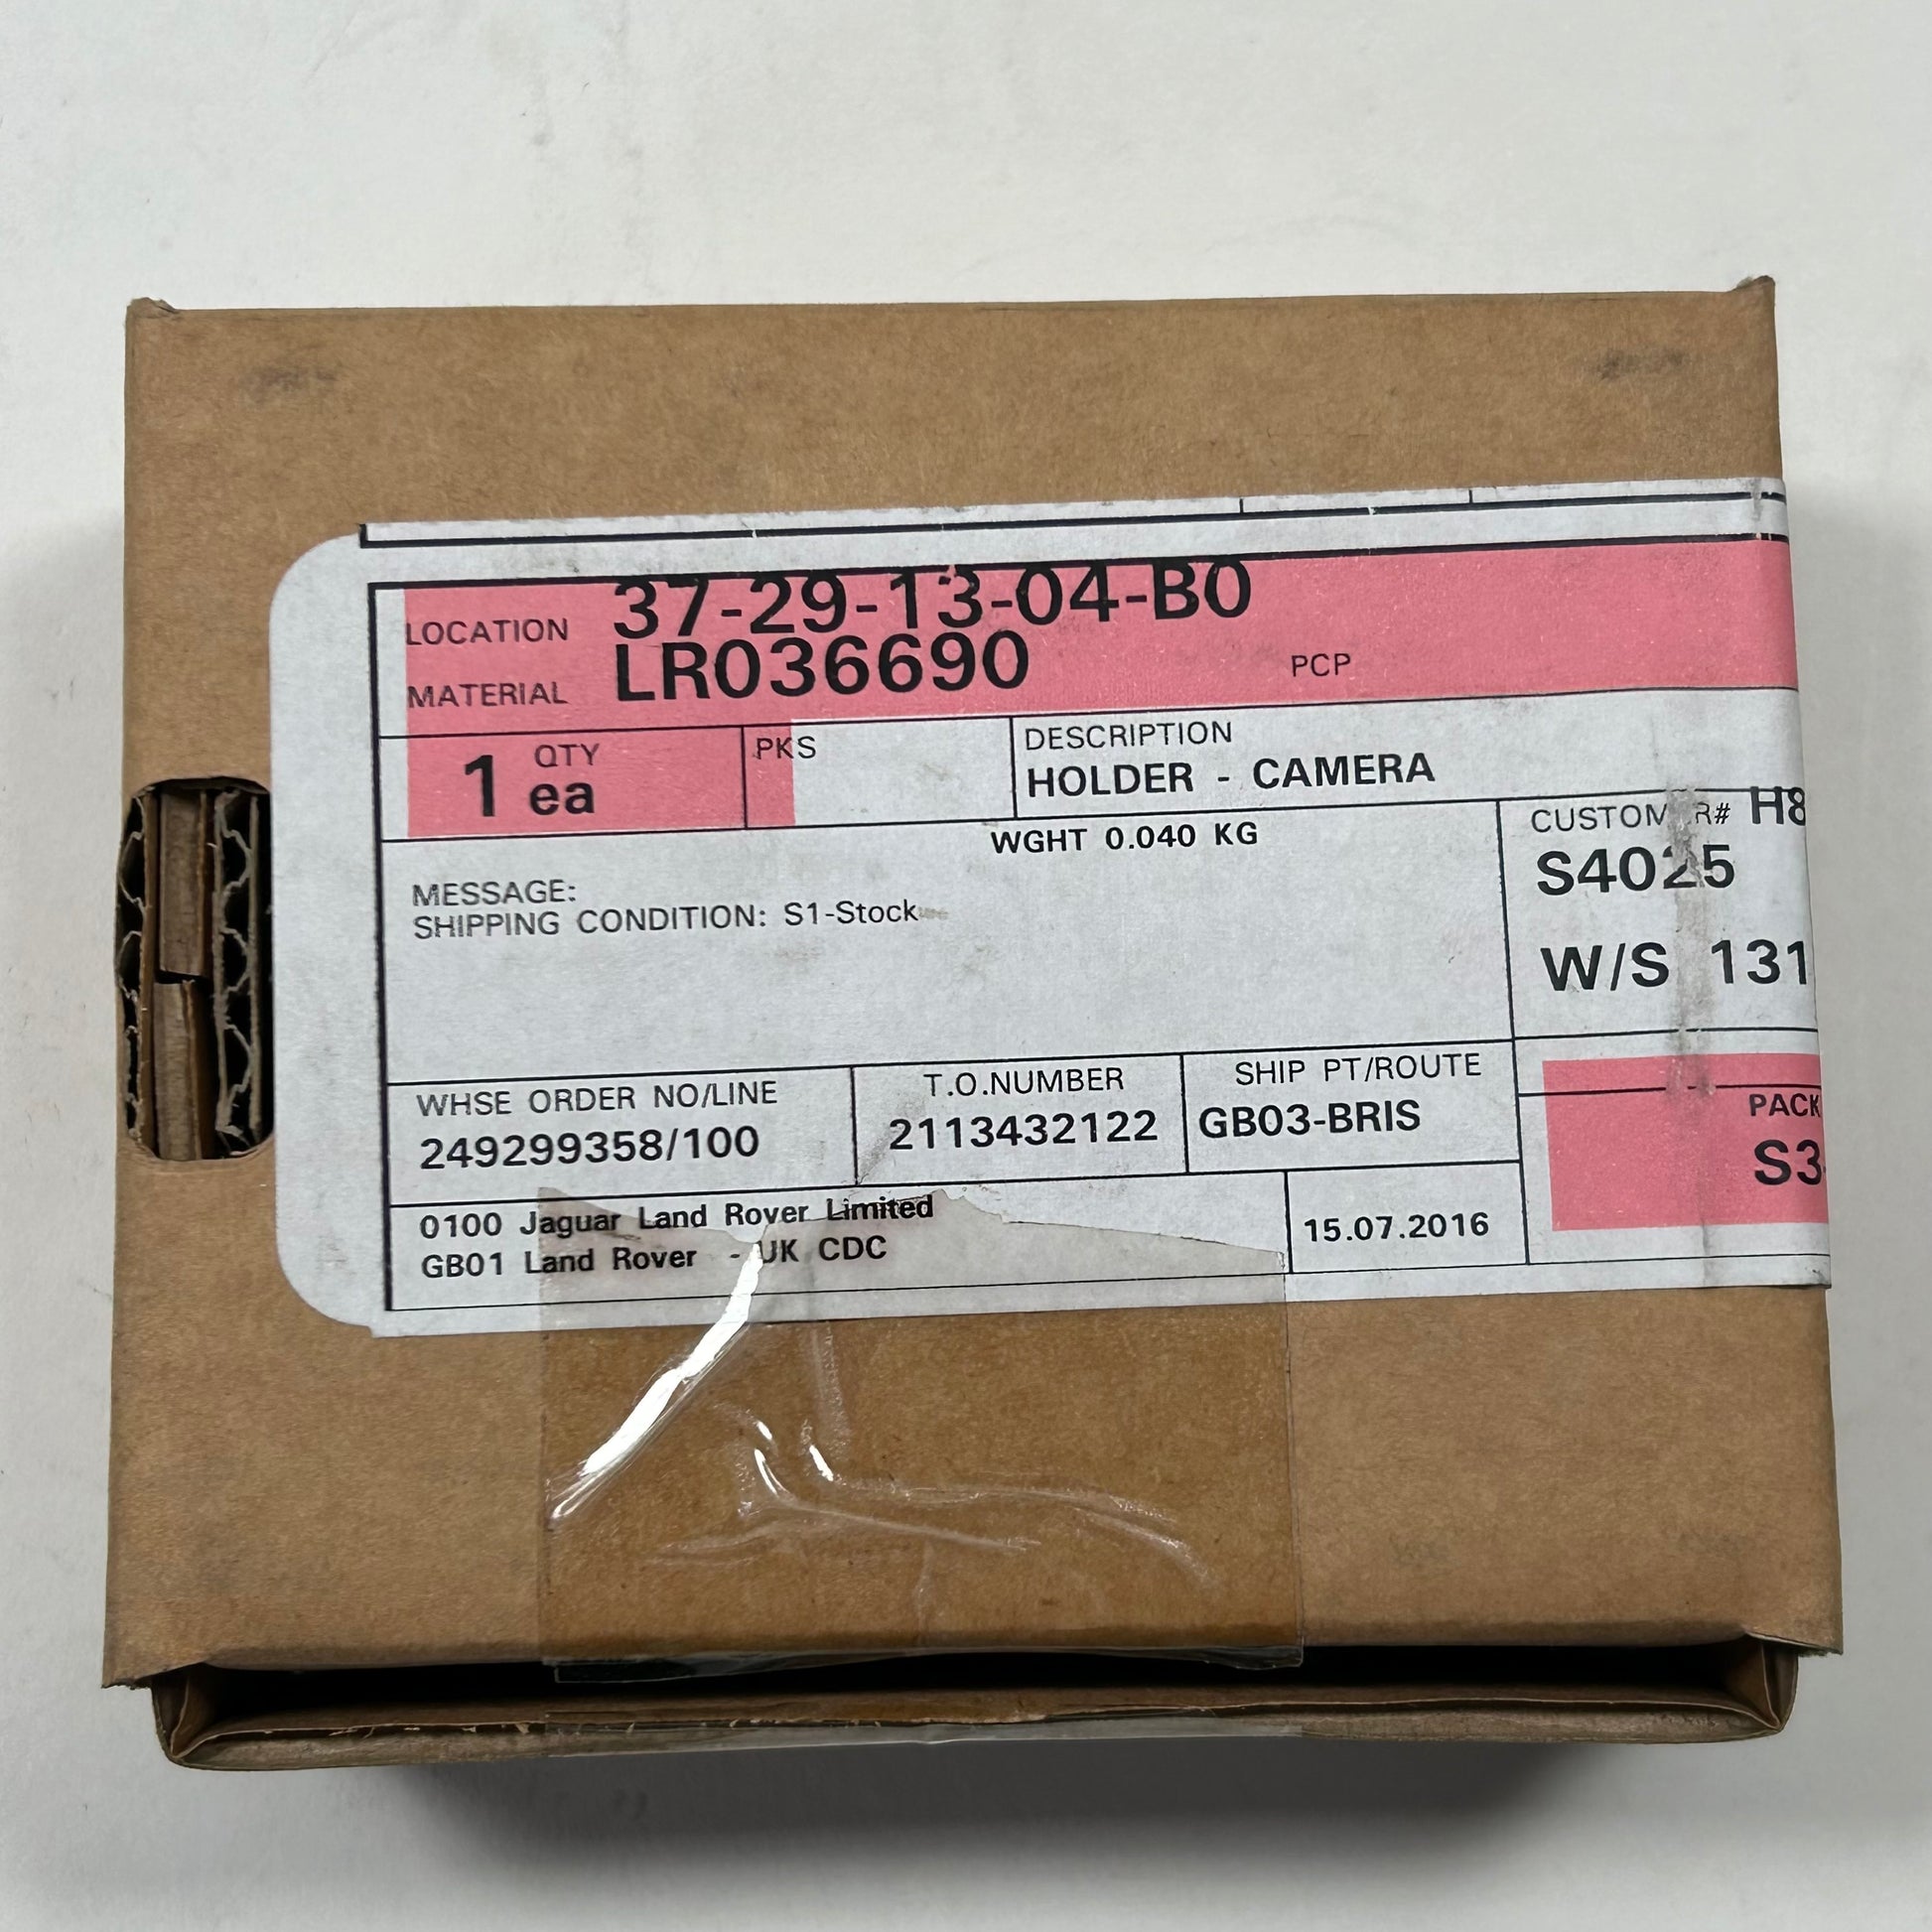 LOCATION 37-29-13-04-B0
MATERIAL LR036690 PCP
1 QTY ea PKS DESCRIPTION
HOLDER - CAMERA
WGHT 0.040 KG
CUSTOM R# H8
S4025
MESSAGE:
SHIPPING CONDITION: S1-Stock
W/S 131
WHSE ORDER NO/LINE T.O.NUMBER SHIP PT/ROUTE
249299358/100 2113432122 GB03-BRIS
PACK
S3-
0100 Jaguar Land Rover Limited
GB01 Land Rover - UK CDC
15.07.2016